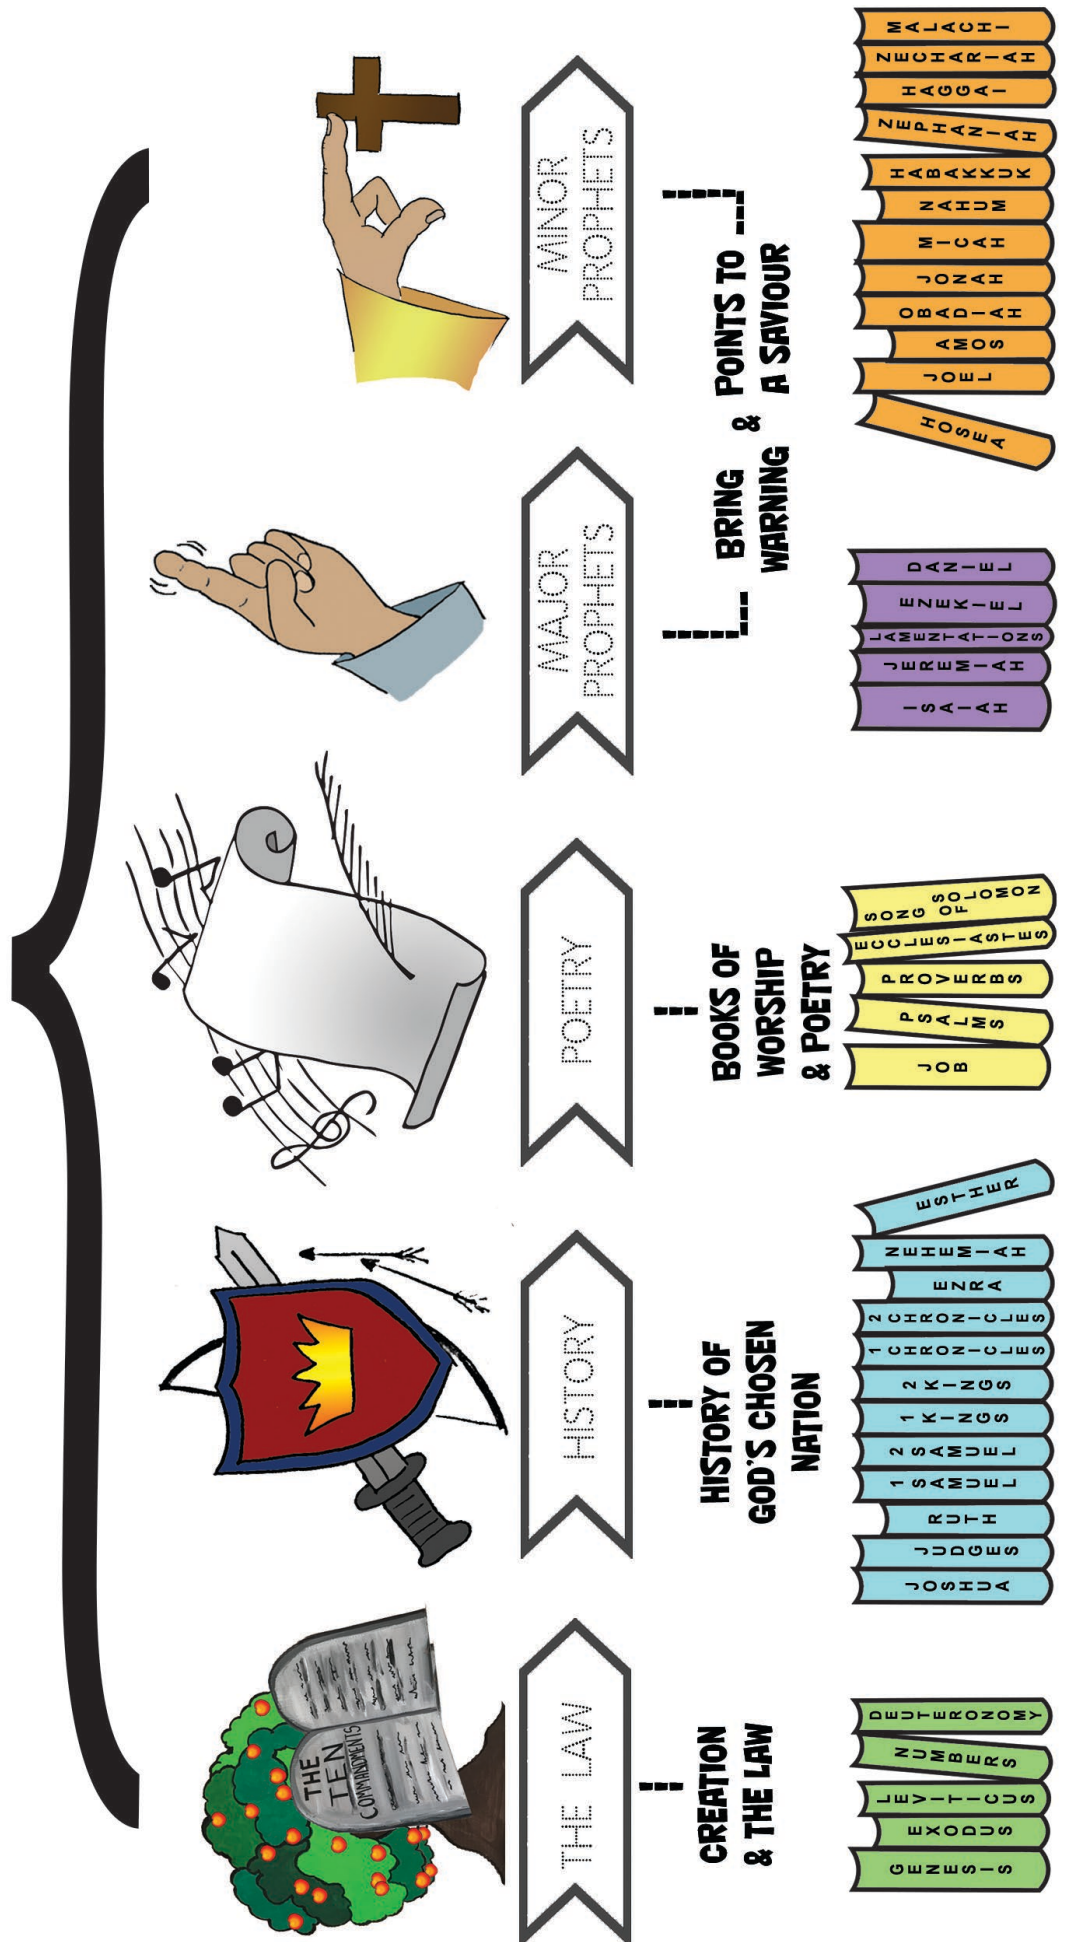 THE
TEN
COMMANDMENTS
THE LAW
HISTORY
POETRY
MAJOR
PROPHETS
MINOR
PROPHETS
CREATION
& THE LAW
HISTORY OF
GOD'S CHOSEN
NATION
BOOKS OF
WORSHIP
& POETRY
BRING
WARNING
&
POINTS TO
A SAVIOUR
GENESIS
EXODUS
LEVITICUS
NUMBERS
DEUTERONOMY
JOSHUA
JUDGES
RUTH
1 SAMUEL
2 SAMUEL
1 KINGS
2 KINGS
1 CHRONICLES
2 CHRONICLES
EZRA
NEHEMIAH
ESTHER
JOB
PSALMS
PROVERBS
ECCLESIASTES
SONG OF SOLOMON
ISAIAH
JEREMIAH
LAMENTATIONS
EZEKIEL
DANIEL
HOSEA
JOEL
AMOS
OBADIAH
JONAH
MICAH
NAHUM
HABAKKUK
ZEPHANIAH
HAGGAI
ZECHARIAH
MALACHI